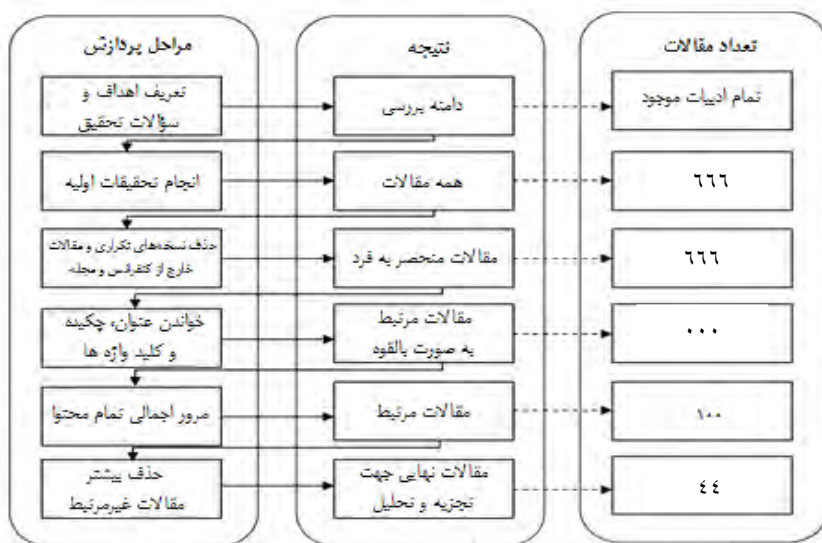 مراحل پردازش
نتیجه
تعداد مقالات
تعریف اهداف و
سؤالات تحقیق
دامنه بررسی
تمام ادبیات موجود
انجام تحقیقات اولیه
همه مقالات
٦٦٦
حذف نسخه‌های تکراری و مقالات
خارج از کنفرانس و مجله
مقالات منحصر به فرد
٦٦٦
خواندن عنوان، چکیده
و کلید واژه ها
مقالات مرتبط
به صورت بالقوه
٠٠٠
مرور اجمالی تمام محتوا
مقالات مرتبط
١٠٠
حذف بیشتر
مقالات غیرمرتبط
مقالات نهایی جهت
تجزیه و تحلیل
٤٤